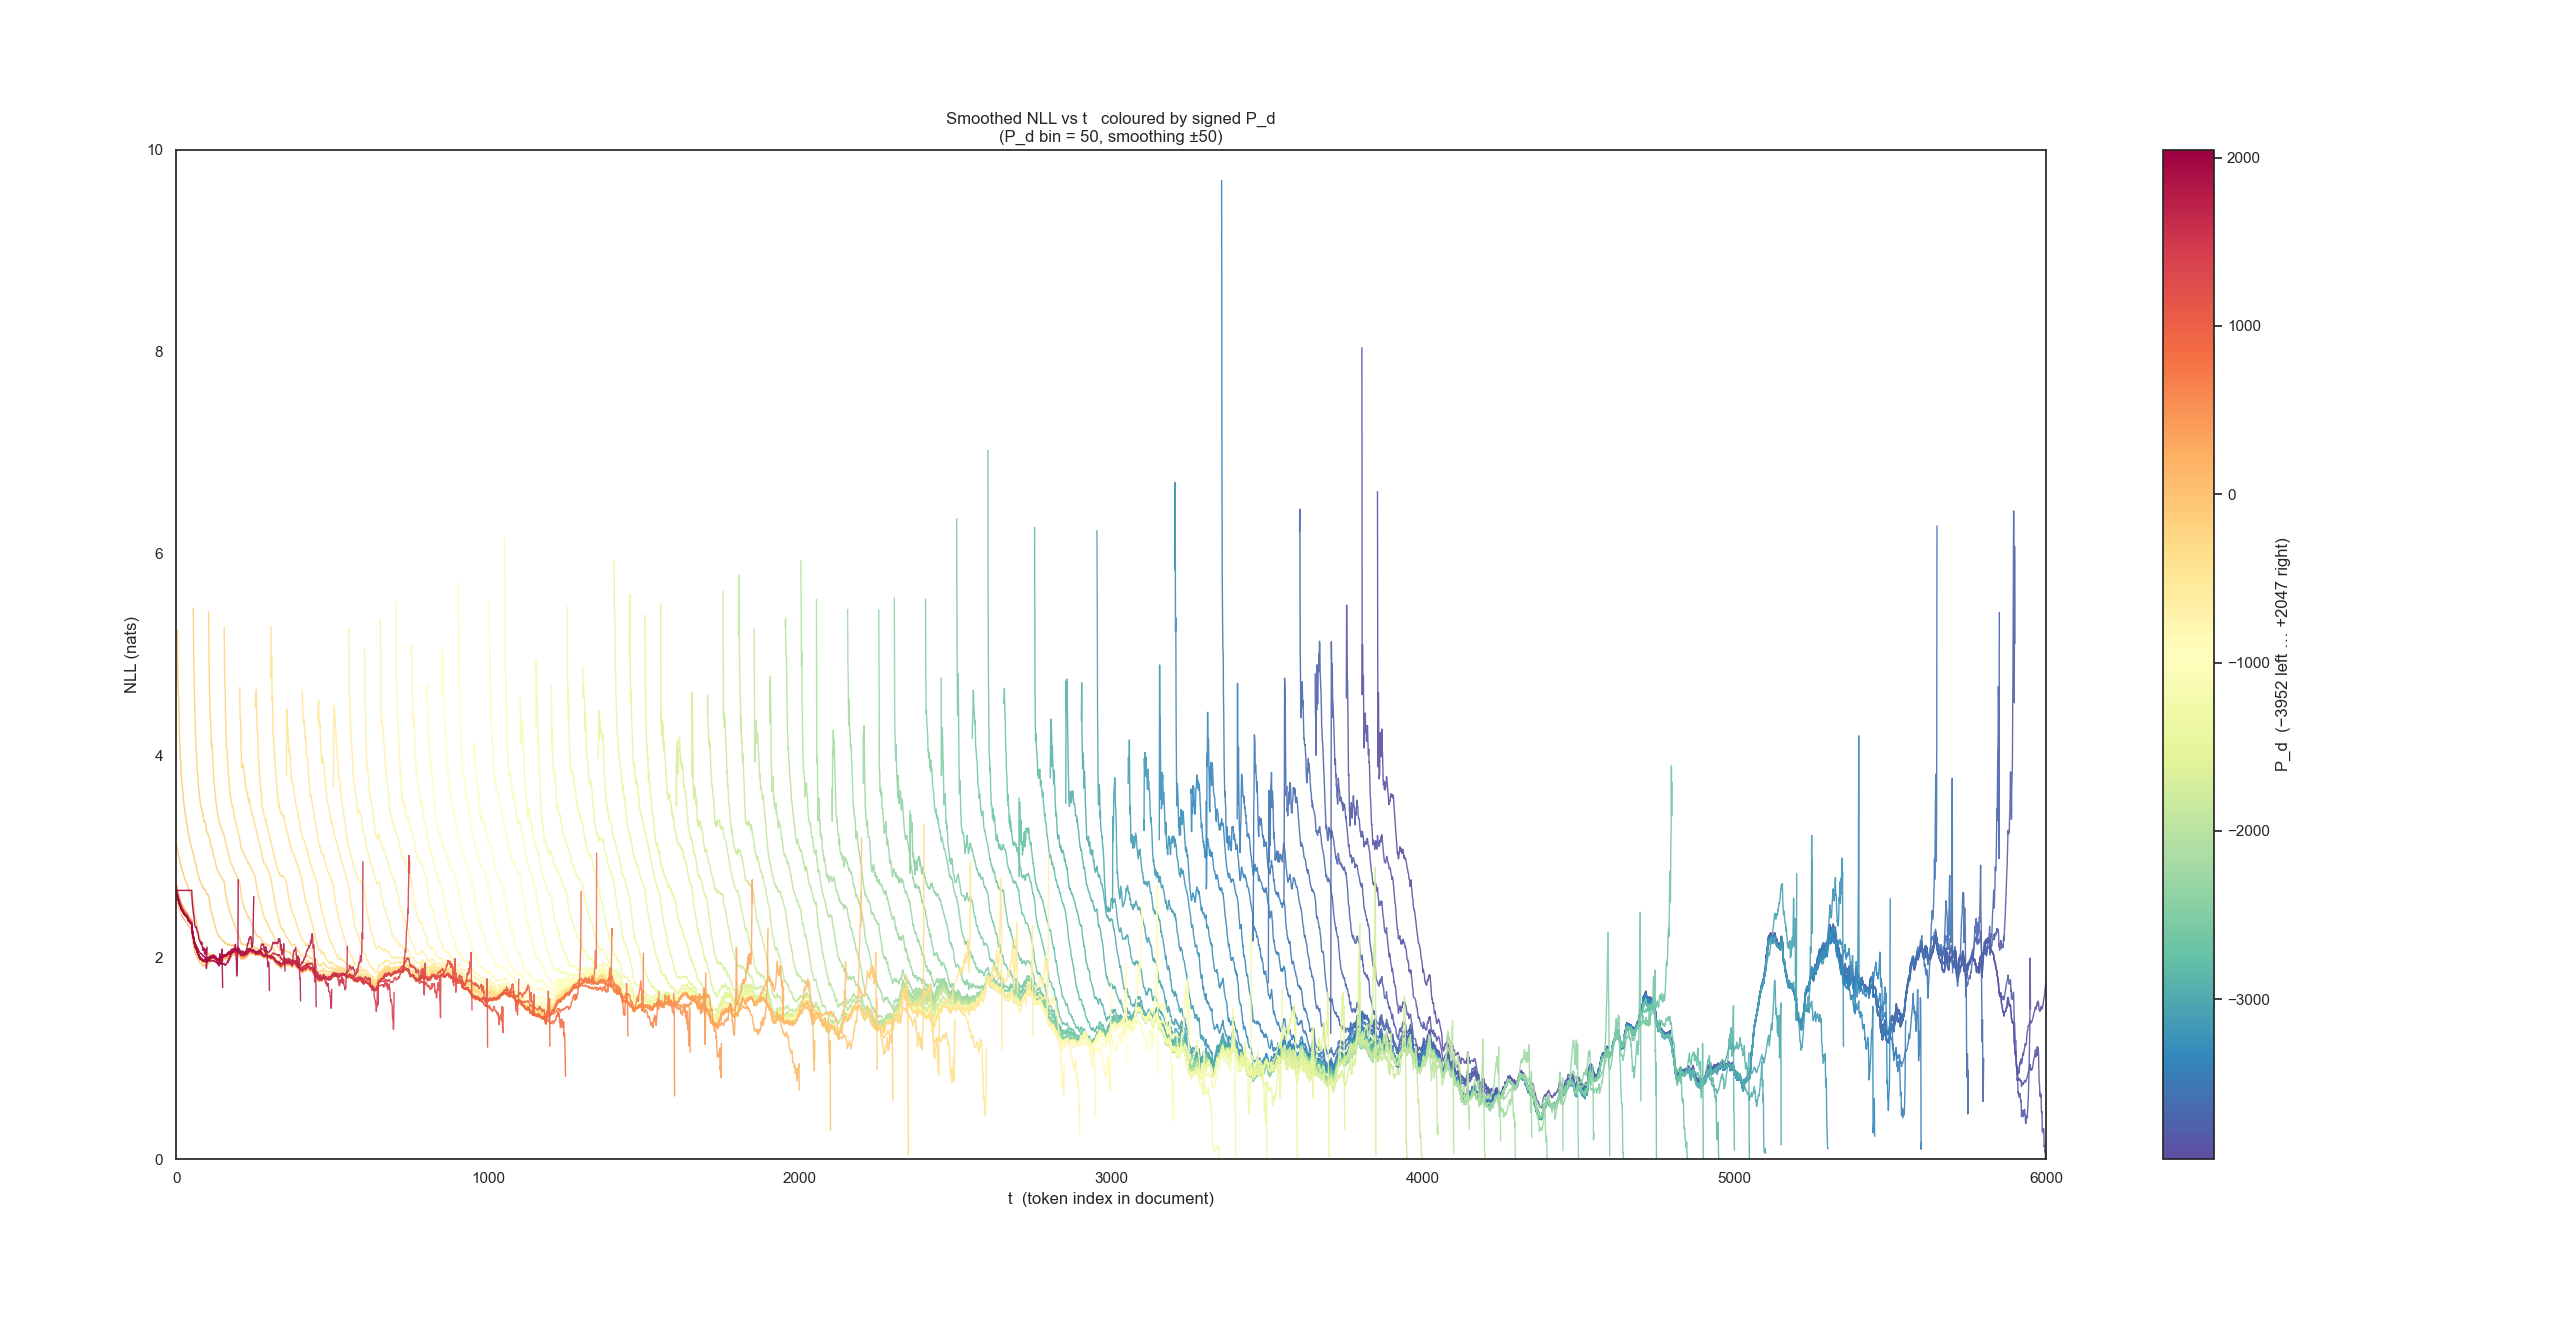 Smoothed NLL vs t   coloured by signed P_d
(P_d bin = 50, smoothing ±50)
NLL (nats)
10
8
6
4
2
0
0 1000 2000 3000 4000 5000 6000
t  (token index in document)
2000
1000
0
−1000
−2000
−3000
P_d  (−3952 left … +2047 right)